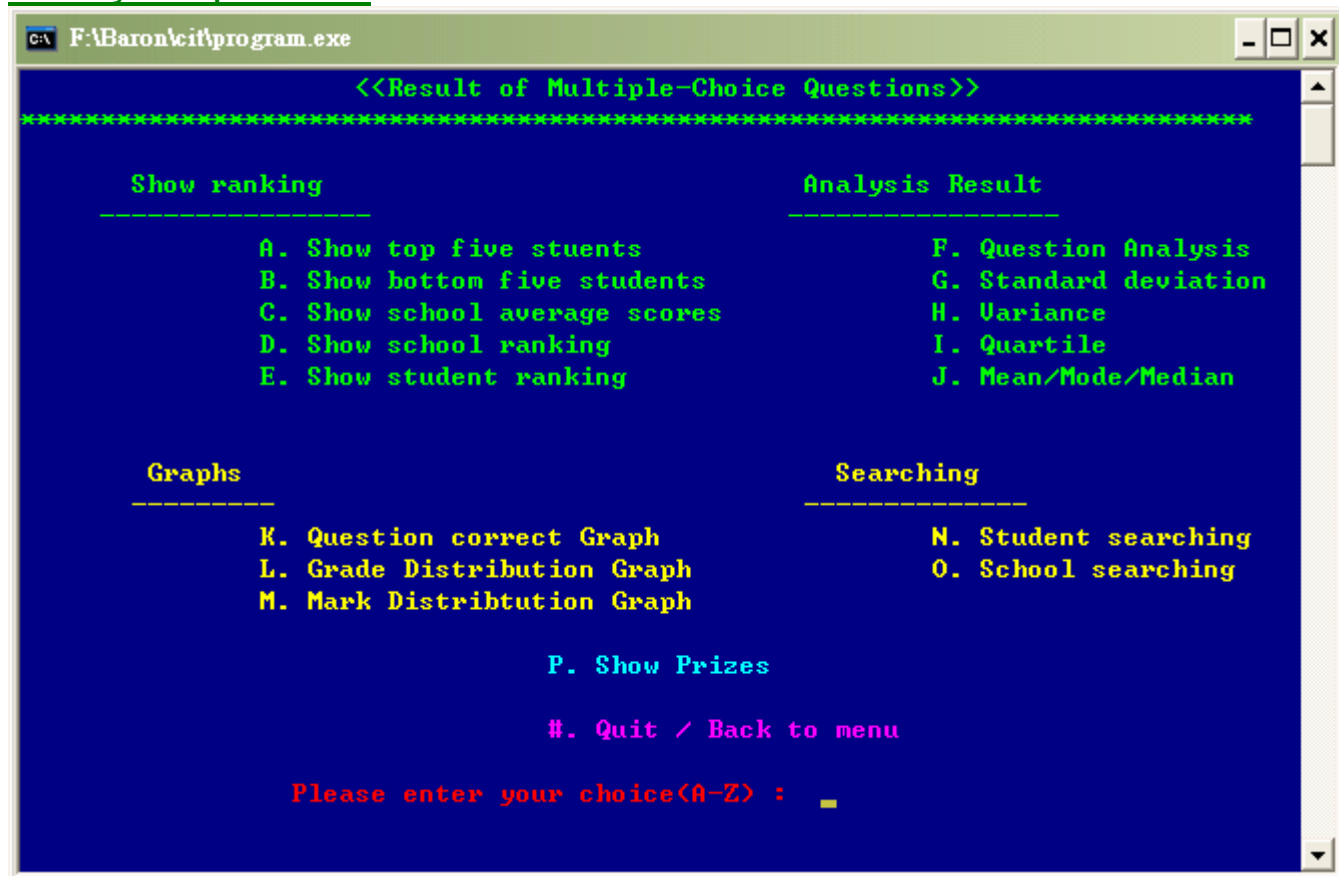 F:\Baron\cit\program.exe
<<Result of Multiple-Choice Questions>>
*****************************************************************************
Show ranking
-----------------
A. Show top five stuents
B. Show bottom five students
C. Show school average scores
D. Show school ranking
E. Show student ranking
Analysis Result
-----------------
F. Question Analysis
G. Standard deviation
H. Variance
I. Quartile
J. Mean/Mode/Median
Graphs
---------
K. Question correct Graph
L. Grade Distribution Graph
M. Mark Distribtution Graph
Searching
--------------
N. Student searching
O. School searching
P. Show Prizes
#. Quit / Back to menu
Please enter your choice(A-Z) : _